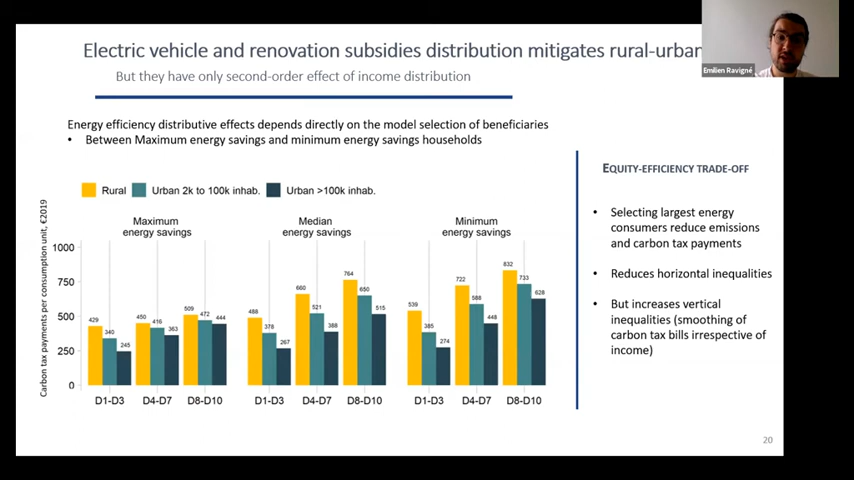 Electric vehicle and renovation subsidies distribution mitigates rural-urban
But they have only second-order effect of income distribution
Emilien Ravigné
Energy efficiency distributive effects depends directly on the model selection of beneficiaries
• Between Maximum energy savings and minimum energy savings households
Rural
Urban 2k to 100k inhab.
Urban >100k inhab.
Carbon tax payments per consumption unit, €2019
1000
750
500
250
0
Maximum
energy savings
429
340
245
450
416
363
509
472
444
D1-D3
D4-D7
D8-D10
Median
energy savings
488
378
267
660
521
388
764
650
515
D1-D3
D4-D7
D8-D10
Minimum
energy savings
539
385
274
722
588
448
832
733
628
D1-D3
D4-D7
D8-D10
EQUITY-EFFICIENCY TRADE-OFF
• Selecting largest energy
consumers reduce emissions
and carbon tax payments
• Reduces horizontal inequalities
• But increases vertical
inequalities (smoothing of
carbon tax bills irrespective of
income)
20